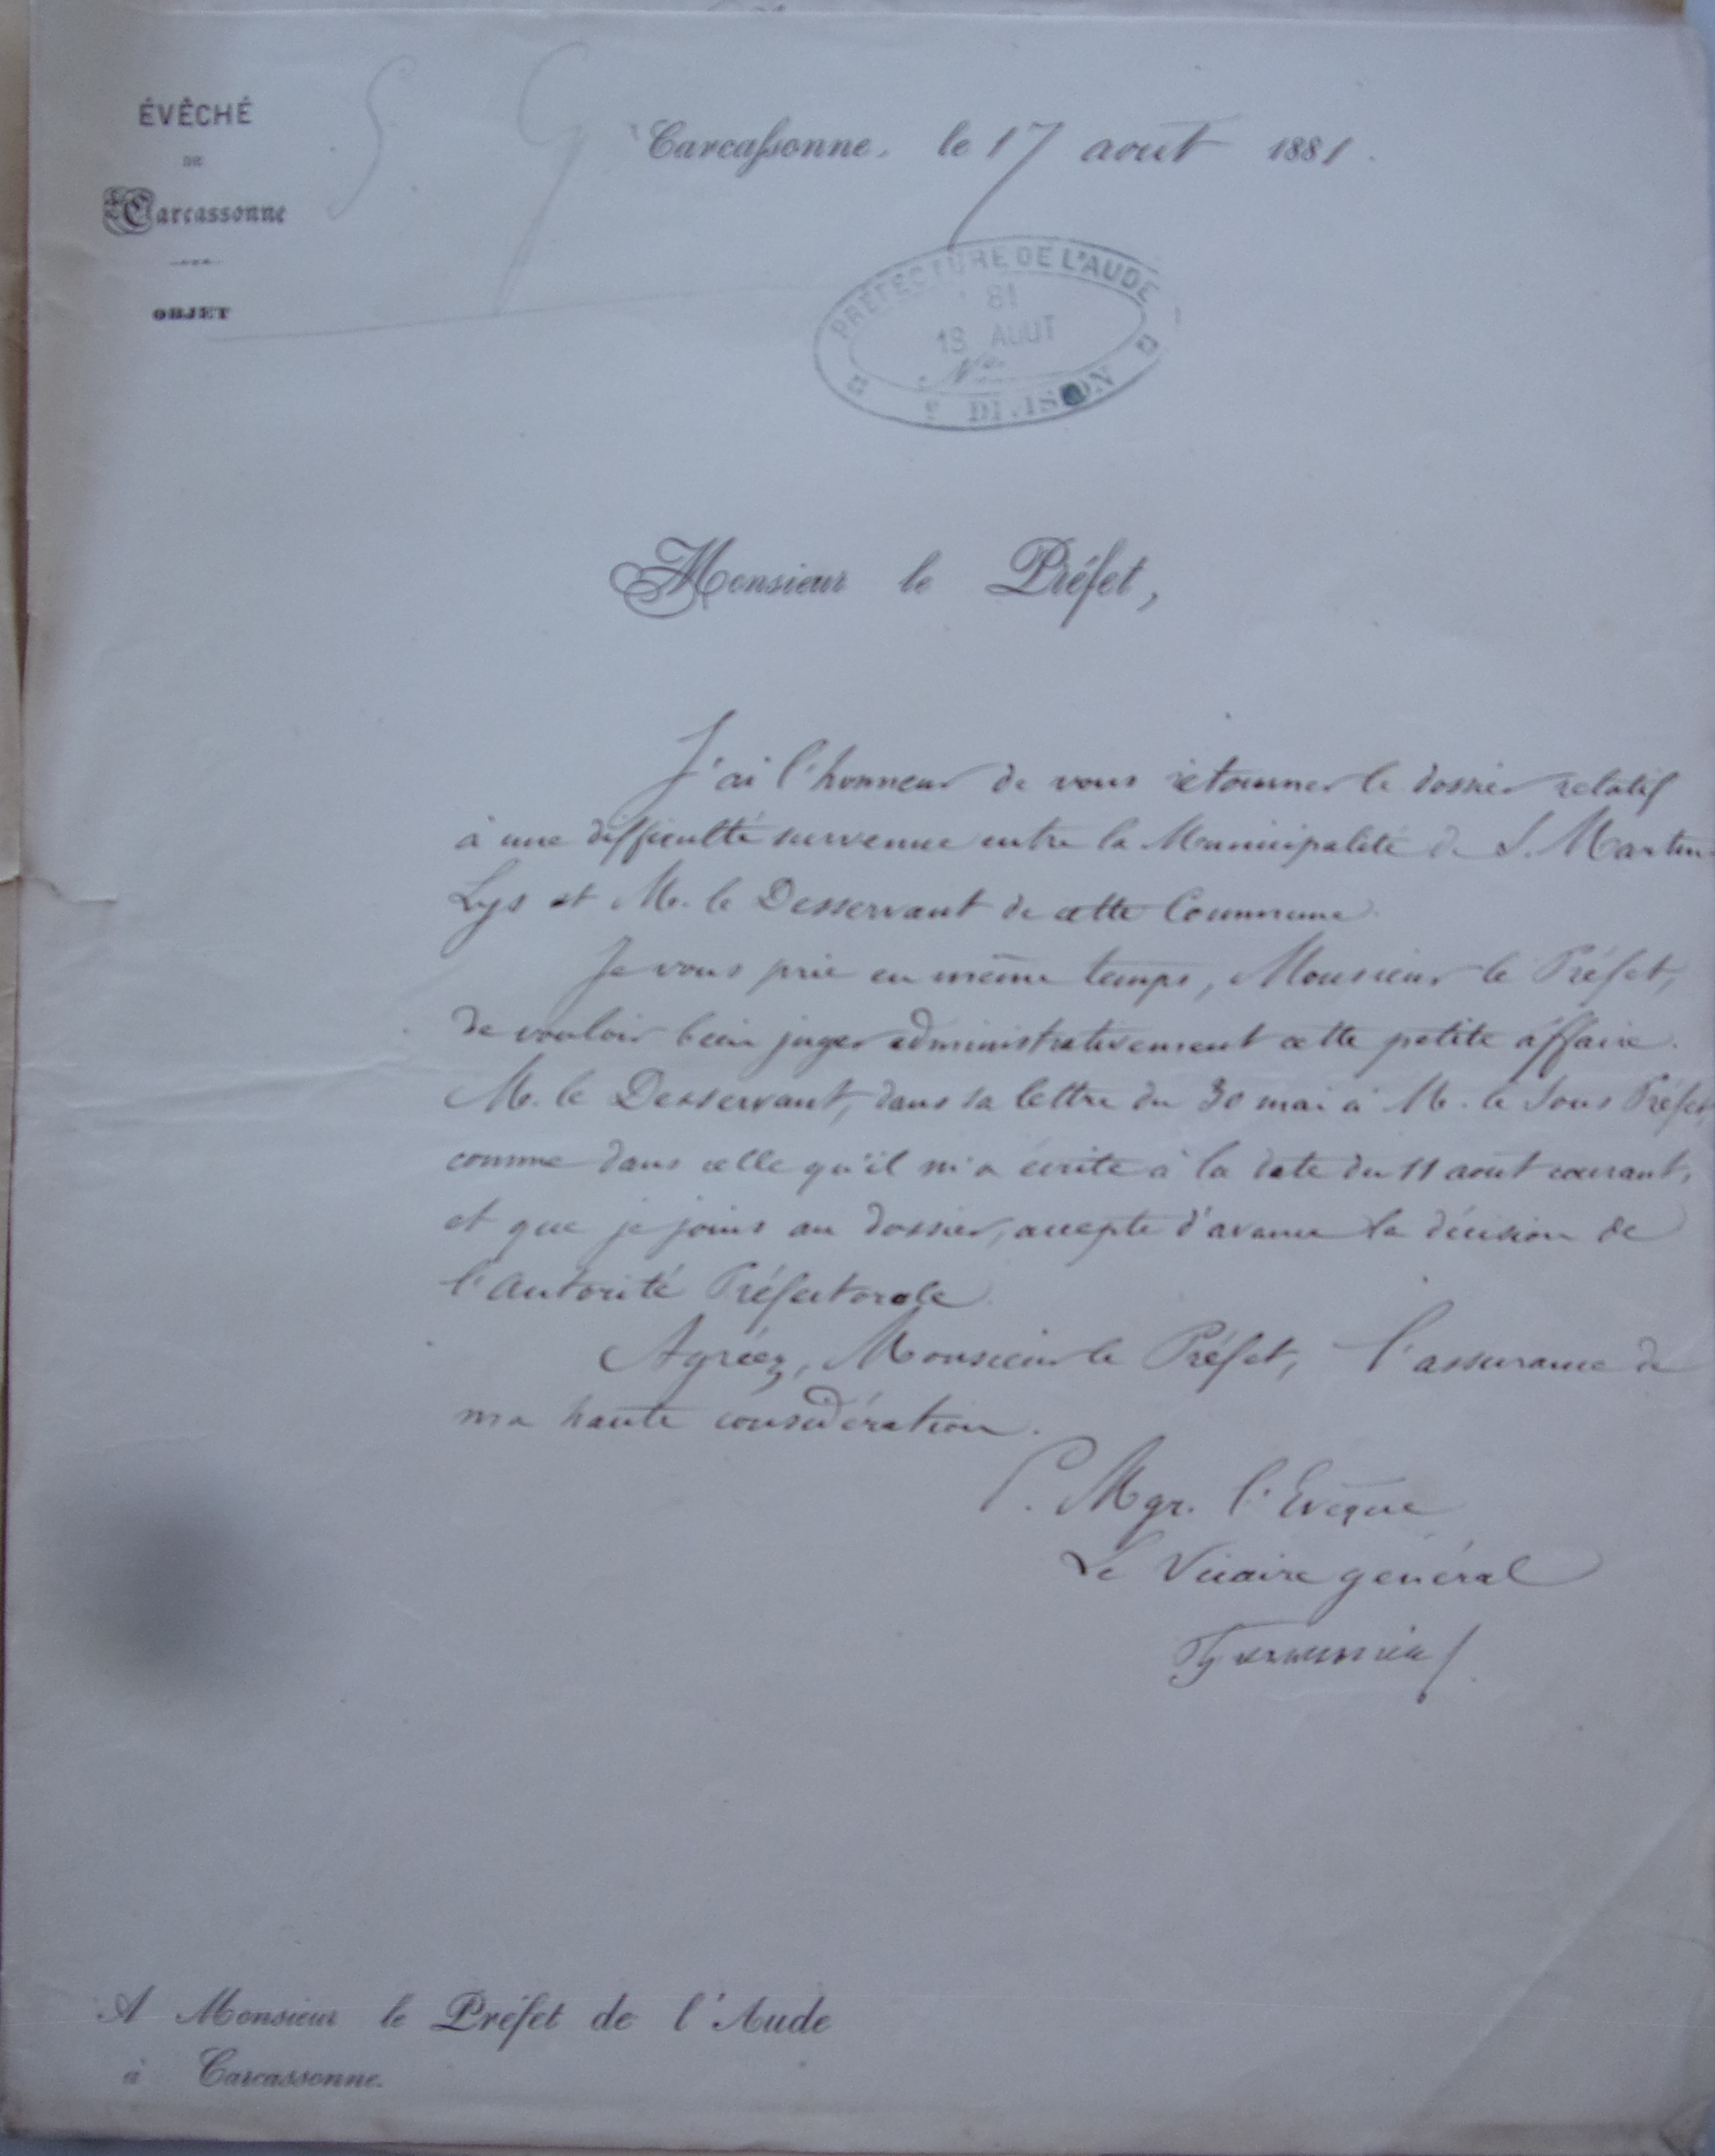 ÉVÊCHÉ
DE
Carcassonne
OBJET
S. G.
Carcassonne, le 17 aout 1881.
PRÉFECTURE DE L'AUDE
81
18 AOUT
N°
DIVISION
Monsieur le Préfet,
J'ai l'honneur de vous retourner le dossier relatif
à une difficulté survenue entre la Municipalité de S. Martin
Lys et M. le Desservant de cette Commune.
Je vous prie en même temps, Monsieur le Préfet,
de vouloir bien juger administrativement cette petite affaire.
M. le Desservant, dans sa lettre du 30 mai à M. le Sous Préfet,
comme dans celle qu'il m'a écrite à la date du 11 aout courant,
et que je joins au dossier, accepte d'avance la décision de
l'autorité Préfectorale.
Agréez, Monsieur le Préfet, l'assurance de
ma haute considération.
P. Mgr. l'Evêque
Le Vicaire général
A Monsieur le Préfet de l'Aude
à Carcassonne.